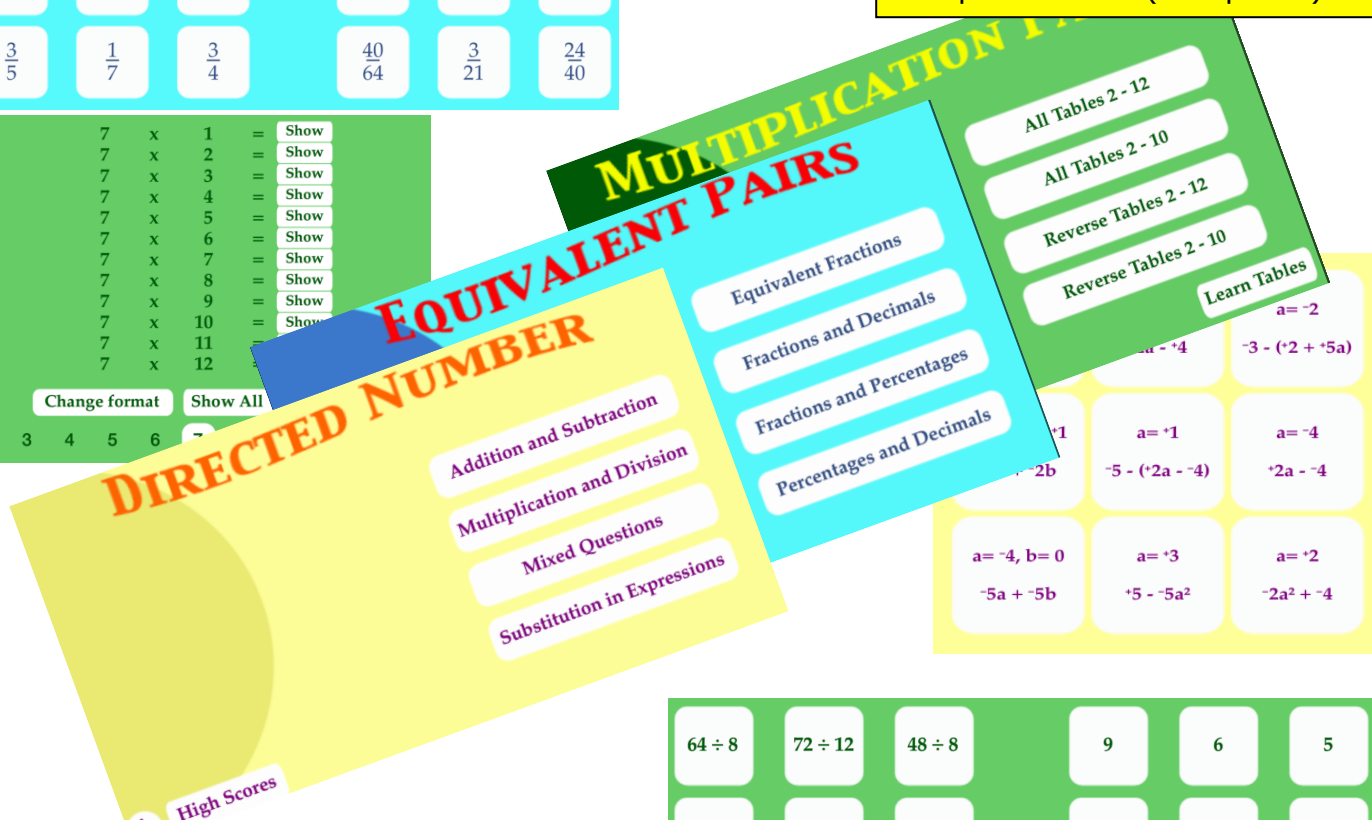 3/5 1/7 3/4 40/64 3/21 24/40
7 x 1 = Show
7 x 2 = Show
7 x 3 = Show
7 x 4 = Show
7 x 5 = Show
7 x 6 = Show
7 x 7 = Show
7 x 8 = Show
7 x 9 = Show
7 x 10 = Show
7 x 11 =
7 x 12
Change format Show All
3 4 5 6
MULTIPLICATION
All Tables 2 - 12
All Tables 2 - 10
Reverse Tables 2 - 12
Reverse Tables 2 - 10
Learn Tables
EQUIVALENT PAIRS
Equivalent Fractions
Fractions and Decimals
Fractions and Percentages
Percentages and Decimals
DIRECTED NUMBER
Addition and Subtraction
Multiplication and Division
Mixed Questions
Substitution in Expressions
High Scores
a= ⁻2
- ⁺4 ⁻3 - (⁺2 + ⁺5a)
⁺1 a= ⁺1 a= ⁻4
⁻2b ⁻5 - (⁺2a - ⁻4) ⁺2a - ⁻4
a= ⁻4, b= 0 a= ⁺3 a= ⁺2
⁻5a + ⁻5b ⁺5 - ⁻5a² ⁻2a² + ⁻4
64 ÷ 8 72 ÷ 12 48 ÷ 8 9 6 5